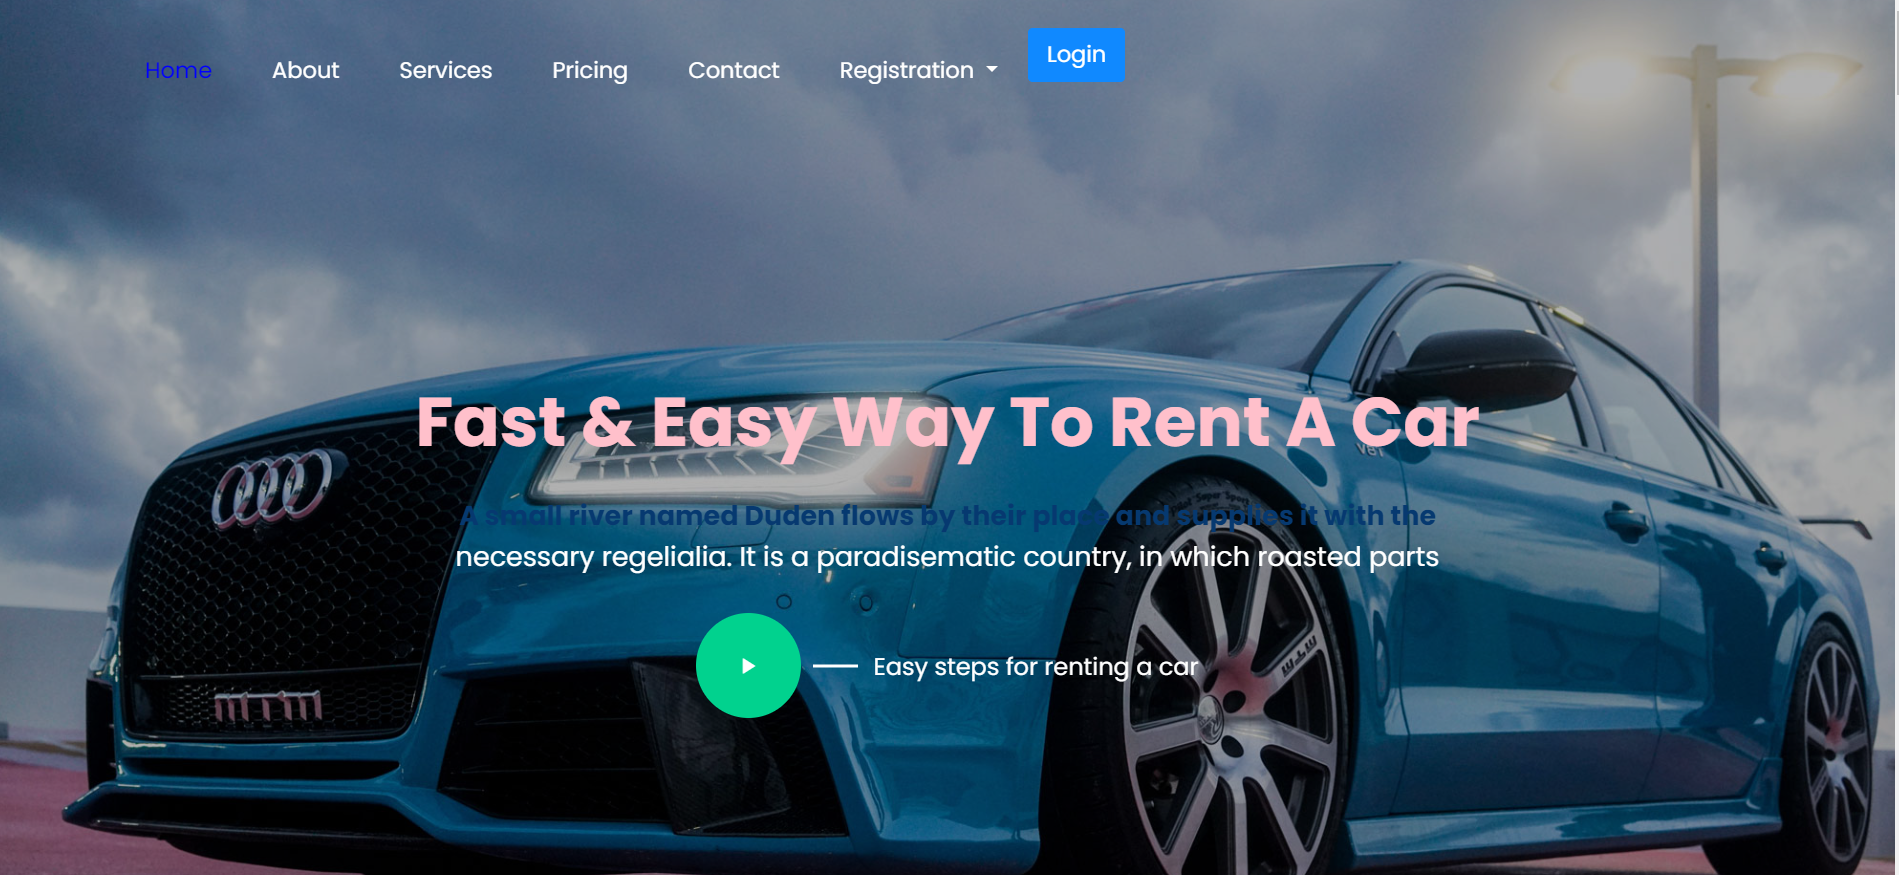 Home About Services Pricing Contact Registration Login
Fast & Easy Way To Rent A Car
A small river named Duden flows by their place and supplies it with the
necessary regelialia. It is a paradisematic country, in which roasted parts
Easy steps for renting a car
mtm